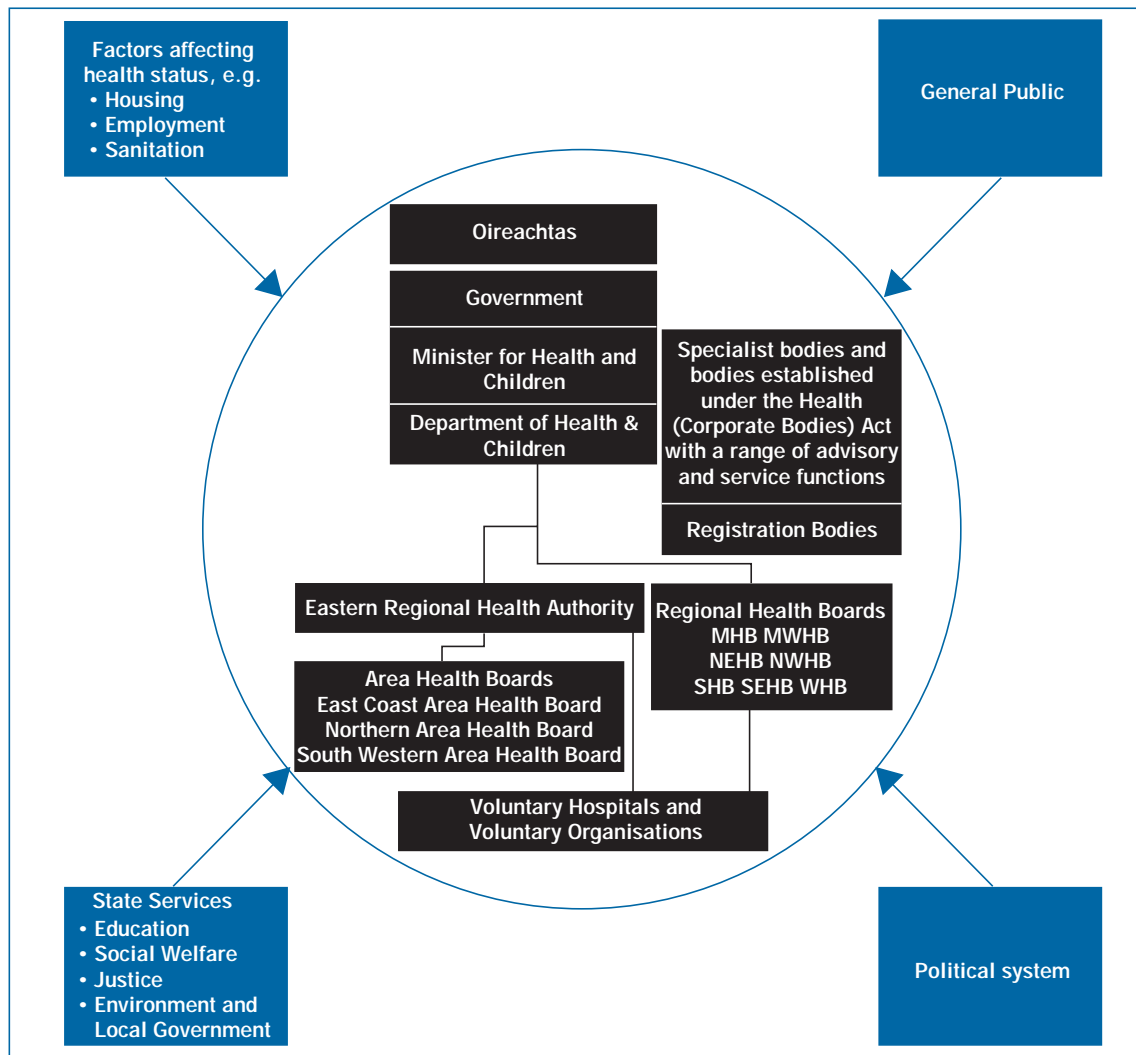 Factors affecting
health status, e.g.
• Housing
• Employment
• Sanitation
General Public
Oireachtas
Government
Minister for Health and
Children
Department of Health &
Children
Specialist bodies and
bodies established
under the Health
(Corporate Bodies) Act
with a range of advisory
and service functions
Registration Bodies
Eastern Regional Health Authority
Regional Health Boards
MHB MWHB
NEHB NWHB
SHB SEHB WHB
Area Health Boards
East Coast Area Health Board
Northern Area Health Board
South Western Area Health Board
Voluntary Hospitals and
Voluntary Organisations
State Services
• Education
• Social Welfare
• Justice
• Environment and
Local Government
Political system